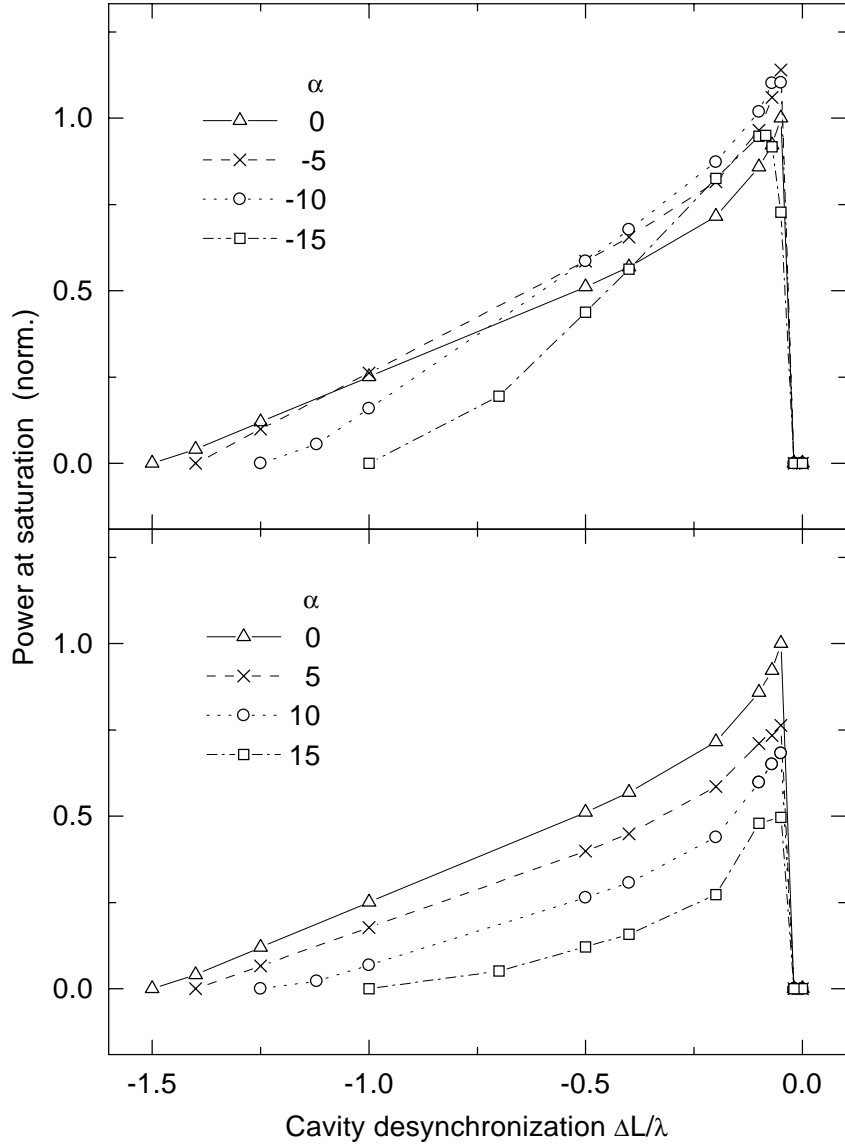 α
0
-5
-10
-15
1.0
0.5
0.0
Power at saturation (norm.)
α
0
5
10
15
1.0
0.5
0.0
-1.5 -1.0 -0.5 0.0
Cavity desynchronization ΔL/λ